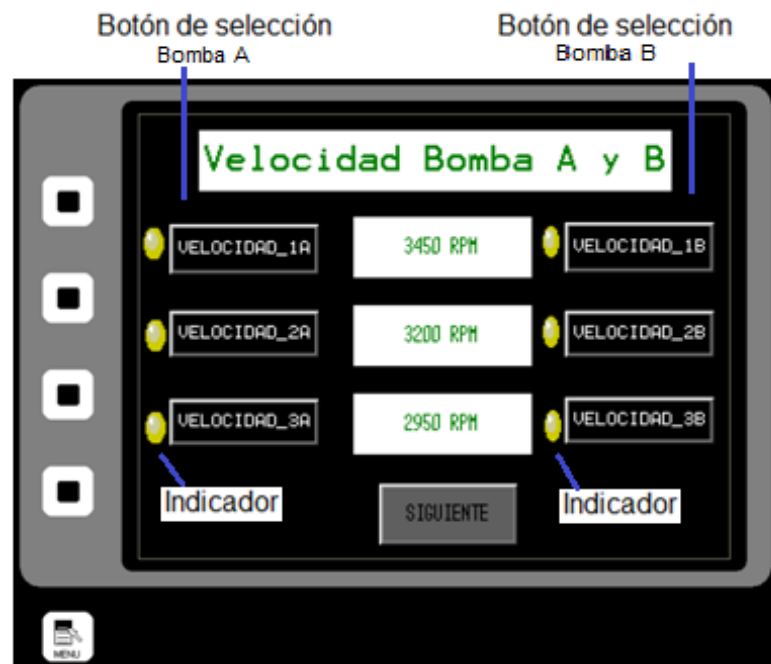 Botón de selección
Bomba A
Botón de selección
Bomba B
Velocidad Bomba A y B
VELOCIDAD_1A
3450 RPM
VELOCIDAD_1B
VELOCIDAD_2A
3200 RPM
VELOCIDAD_2B
VELOCIDAD_3A
2950 RPM
VELOCIDAD_3B
Indicador
SIGUIENTE
Indicador
MENU